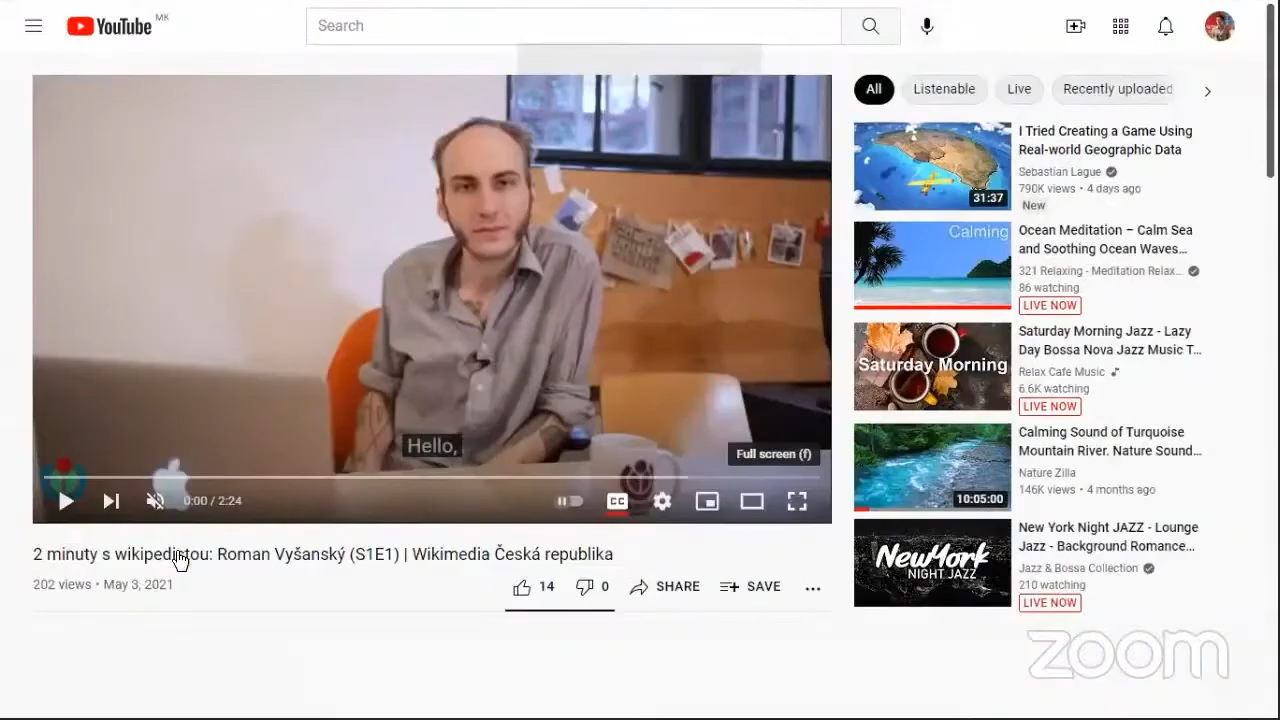 YouTube MK
Search
All
Listenable
Live
Recently uploaded
Hello,
Full screen (f)
0:00 / 2:24
CC
2 minuty s wikipedistou: Roman Vyšanský (S1E1) | Wikimedia Česká republika
202 views • May 3, 2021
14
0
SHARE
SAVE
31:37
I Tried Creating a Game Using
Real-world Geographic Data
Sebastian Lague
790K views • 4 days ago
New
Calming
Ocean Meditation – Calm Sea
and Soothing Ocean Waves...
321 Relaxing - Meditation Relax...
86 watching
LIVE NOW
Saturday Morning
Saturday Morning Jazz - Lazy
Day Bossa Nova Jazz Music T...
Relax Cafe Music
6.6K watching
LIVE NOW
10:05:00
Calming Sound of Turquoise
Mountain River. Nature Sound...
Nature Zilla
146K views • 4 months ago
NewYork
NIGHT JAZZ
New York Night JAZZ - Lounge
Jazz - Background Romance...
Jazz & Bossa Collection
210 watching
LIVE NOW
zoom